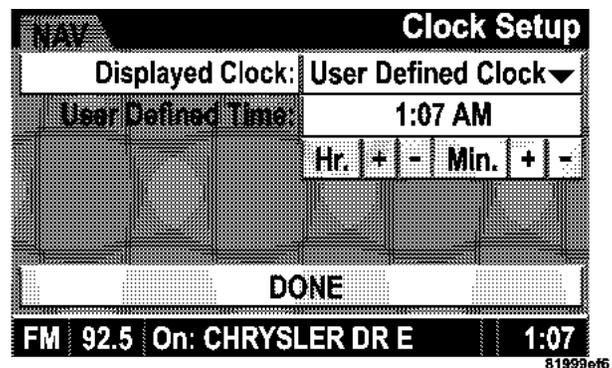 NAV
Clock Setup
Displayed Clock: User Defined Clock
User Defined Time: 1:07 AM
Hr. + - Min. + -
DONE
FM 92.5 On: CHRYSLER DR E 1:07
81999ef6